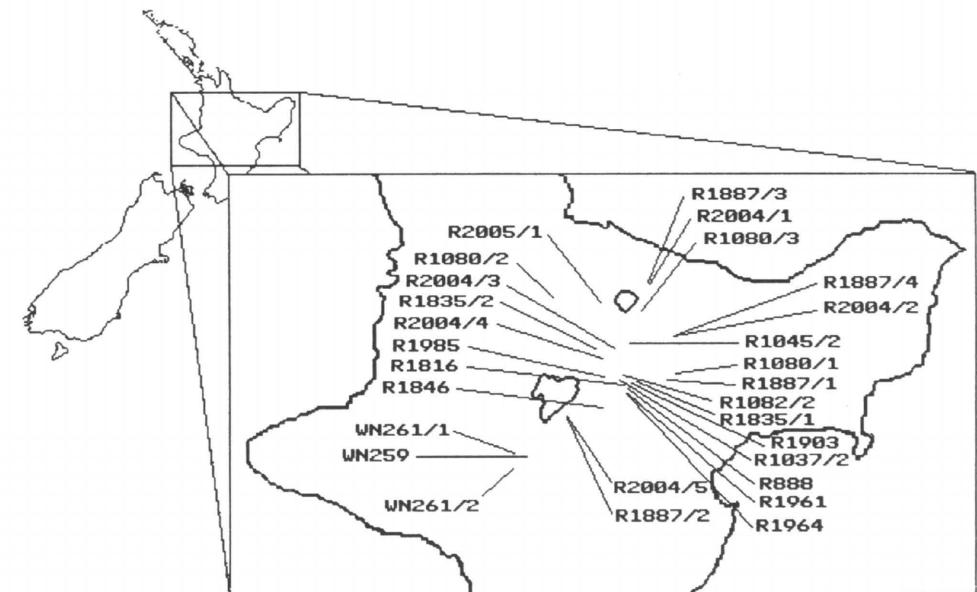 R1887/3
R2004/1
R2005/1
R1080/3
R1080/2
R2004/3
R1887/4
R1835/2
R2004/2
R2004/4
R1985
R1045/2
R1816
R1080/1
R1846
R1887/1
R1082/2
R1835/1
WN261/1
R1903
WN259
R1037/2
R2004/5
R888
WN261/2
R1961
R1887/2
R1964